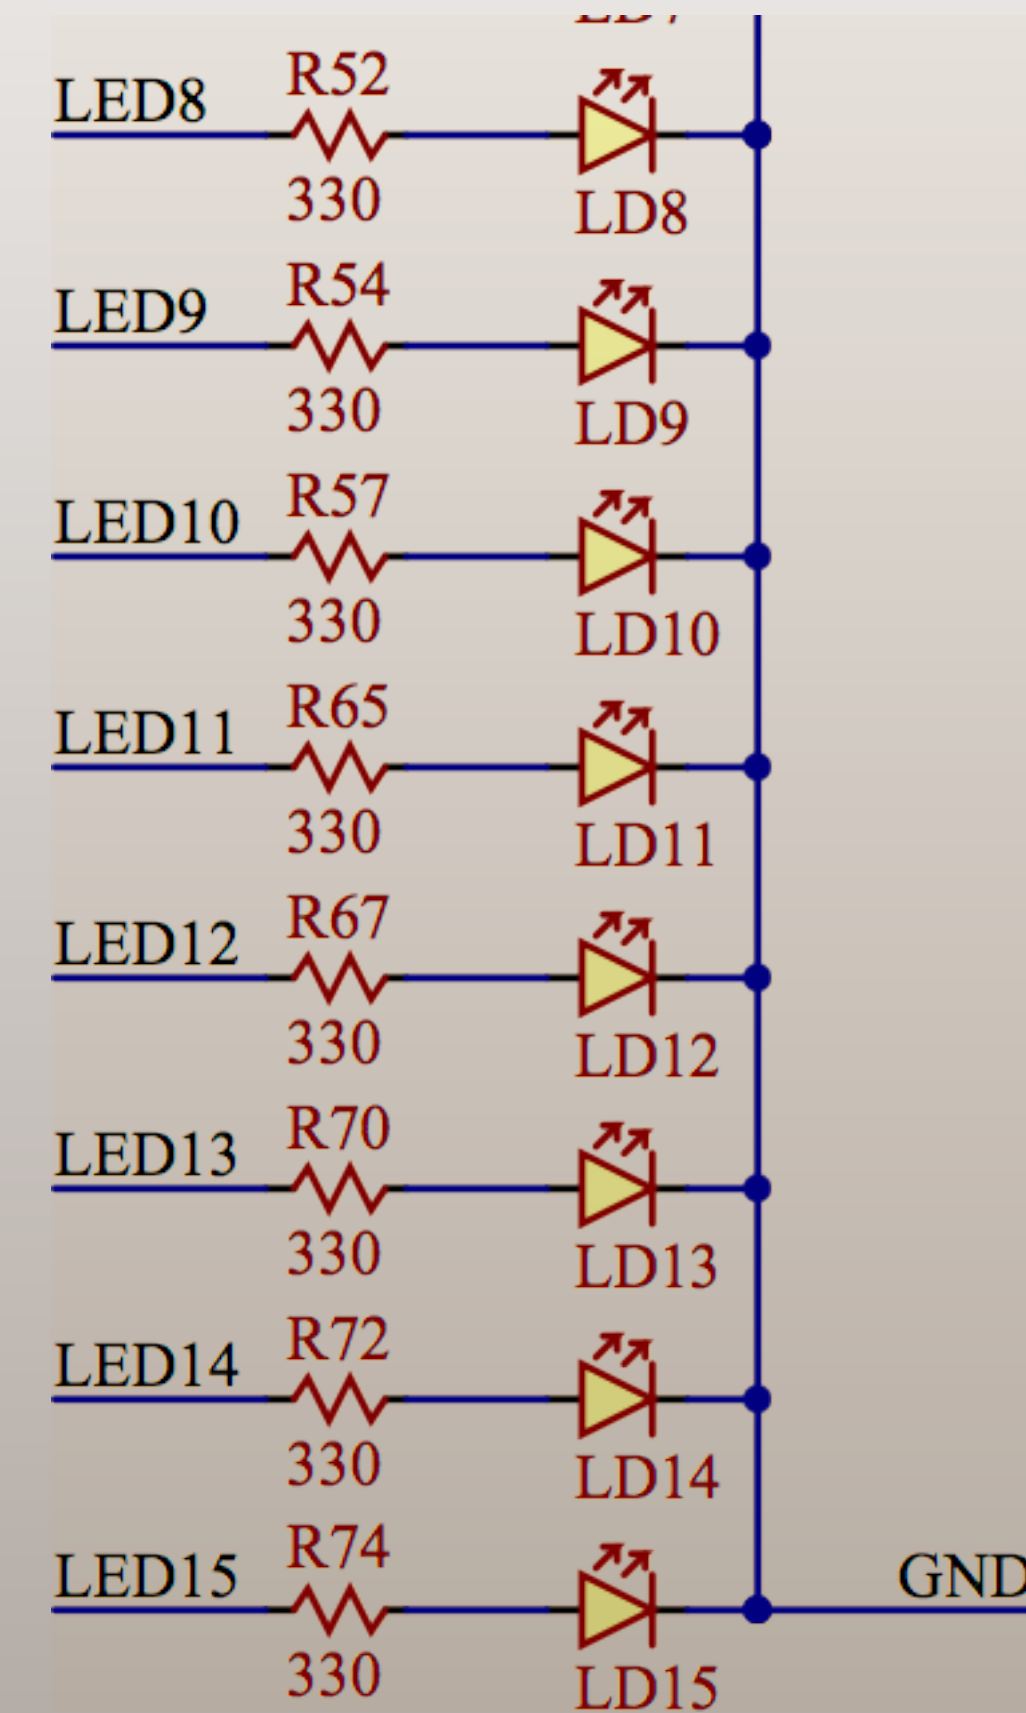 LED8 R52
330 LD8
LED9 R54
330 LD9
LED10 R57
330 LD10
LED11 R65
330 LD11
LED12 R67
330 LD12
LED13 R70
330 LD13
LED14 R72
330 LD14
LED15 R74 GND
330 LD15